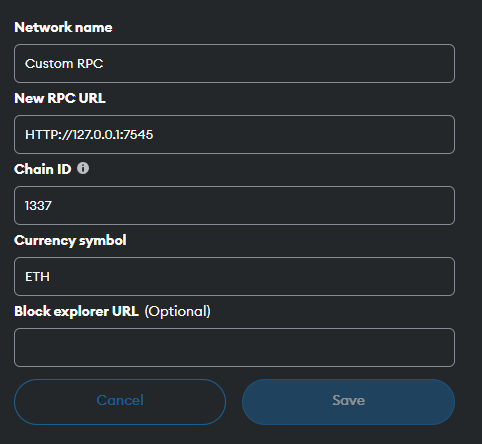 Network name
Custom RPC
New RPC URL
HTTP://127.0.0.1:7545
Chain ID
1337
Currency symbol
ETH
Block explorer URL (Optional)
Cancel
Save